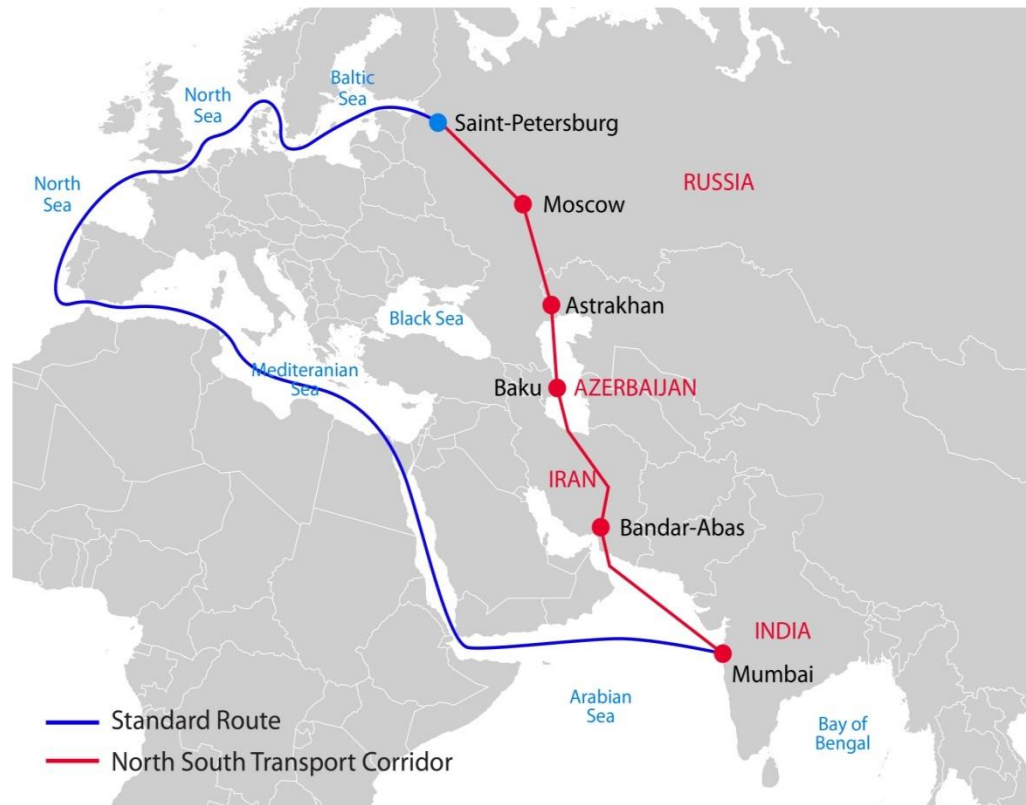 Baltic
Sea
North
Sea
Saint-Petersburg
North
Sea
RUSSIA
Moscow
Astrakhan
Black Sea
Mediteranian
Sea
Baku
AZERBAIJAN
IRAN
Bandar-Abas
INDIA
Mumbai
Arabian
Sea
Bay of
Bengal
Standard Route
North South Transport Corridor